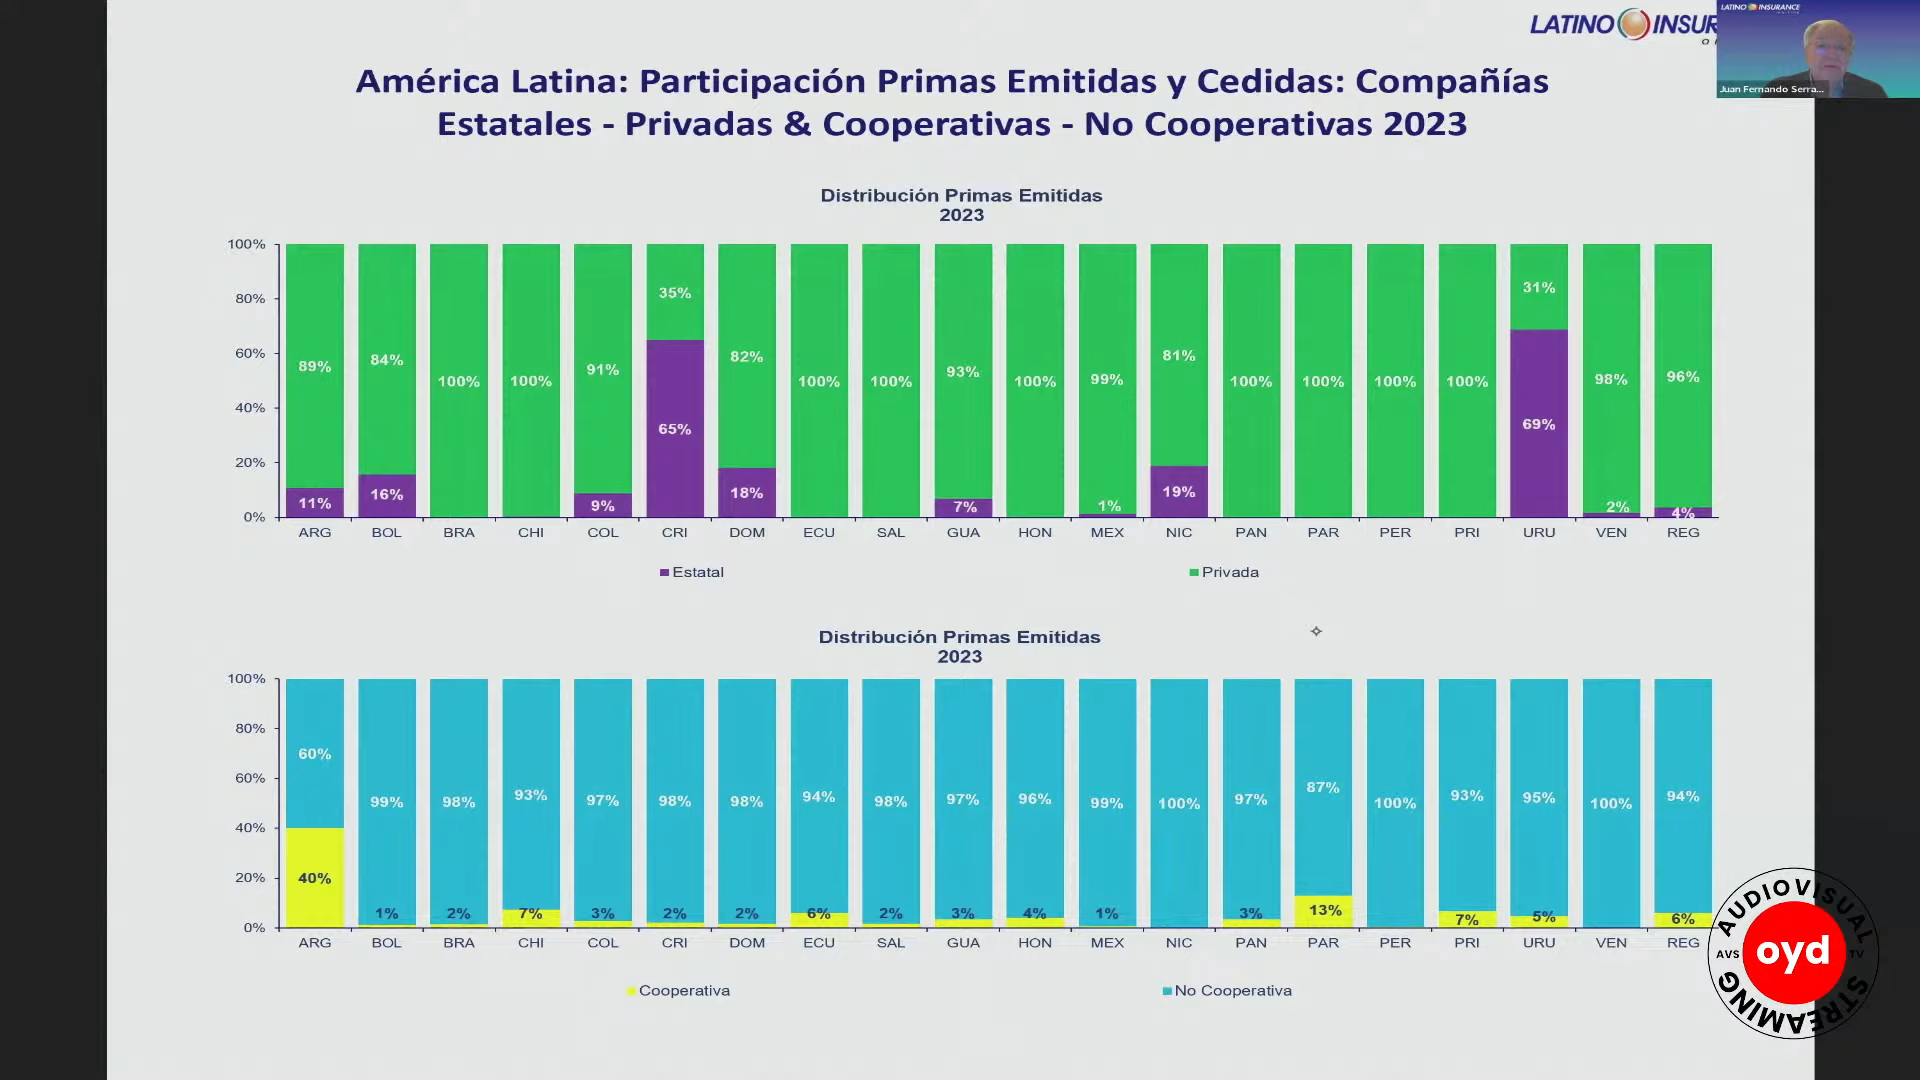 LATINO INSUR
LATINO INSURANCE
Juan Fernando Serra...
América Latina: Participación Primas Emitidas y Cedidas: Compañías
Estatales - Privadas & Cooperativas - No Cooperativas 2023
Distribución Primas Emitidas
2023
100%
80%
60%
40%
20%
0%
89% 84% 100% 100% 91% 35% 82% 100% 100% 93% 100% 99% 81% 100% 100% 100% 100% 31% 98% 96%
11% 16% 9% 65% 18% 7% 1% 19% 69% 2% 4%
ARG BOL BRA CHI COL CRI DOM ECU SAL GUA HON MEX NIC PAN PAR PER PRI URU VEN REG
Estatal Privada
Distribución Primas Emitidas
2023
100%
80%
60%
40%
20%
0%
60% 99% 98% 93% 97% 98% 98% 94% 98% 97% 96% 99% 100% 97% 87% 100% 93% 95% 100% 94%
40% 1% 2% 7% 3% 2% 2% 6% 2% 3% 4% 1% 3% 13% 7% 5% 6%
ARG BOL BRA CHI COL CRI DOM ECU SAL GUA HON MEX NIC PAN PAR PER PRI URU VEN REG
Cooperativa No Cooperativa
AUDIOVISUAL
AVS oyd TV
STREAMING